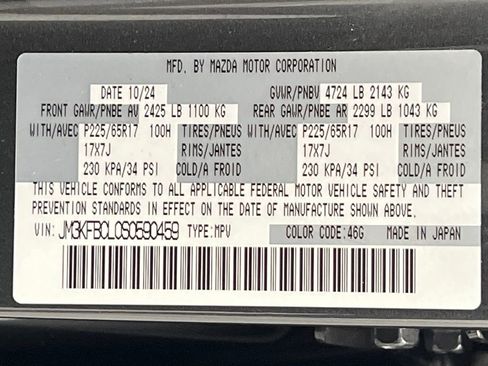 MFD. BY MAZDA MOTOR CORPORATION
DATE 10/24 GVWR/PNBV 4724 LB 2143 KG
FRONT GAWR/PNBE AV 2425 LB 1100 KG REAR GAWR/PNBE AR 2299 LB 1043 KG
WITH/AVEC P225/65R17 100H TIRES/PNEUS WITH/AVEC P225/65R17 100H TIRES/PNEUS
17X7J RIMS/JANTES 17X7J RIMS/JANTES
230 KPA/34 PSI COLD/A FROID 230 KPA/34 PSI COLD/A FROID
THIS VEHICLE CONFORMS TO ALL APPLICABLE FEDERAL MOTOR VEHICLE SAFETY AND THEFT
PREVENTION STANDARDS IN EFFECT ON THE DATE OF MANUFACTURE SHOWN ABOVE.
VIN: JM3KFBCL0S0590459 TYPE: MPV COLOR CODE: 46G MADE IN JAPAN